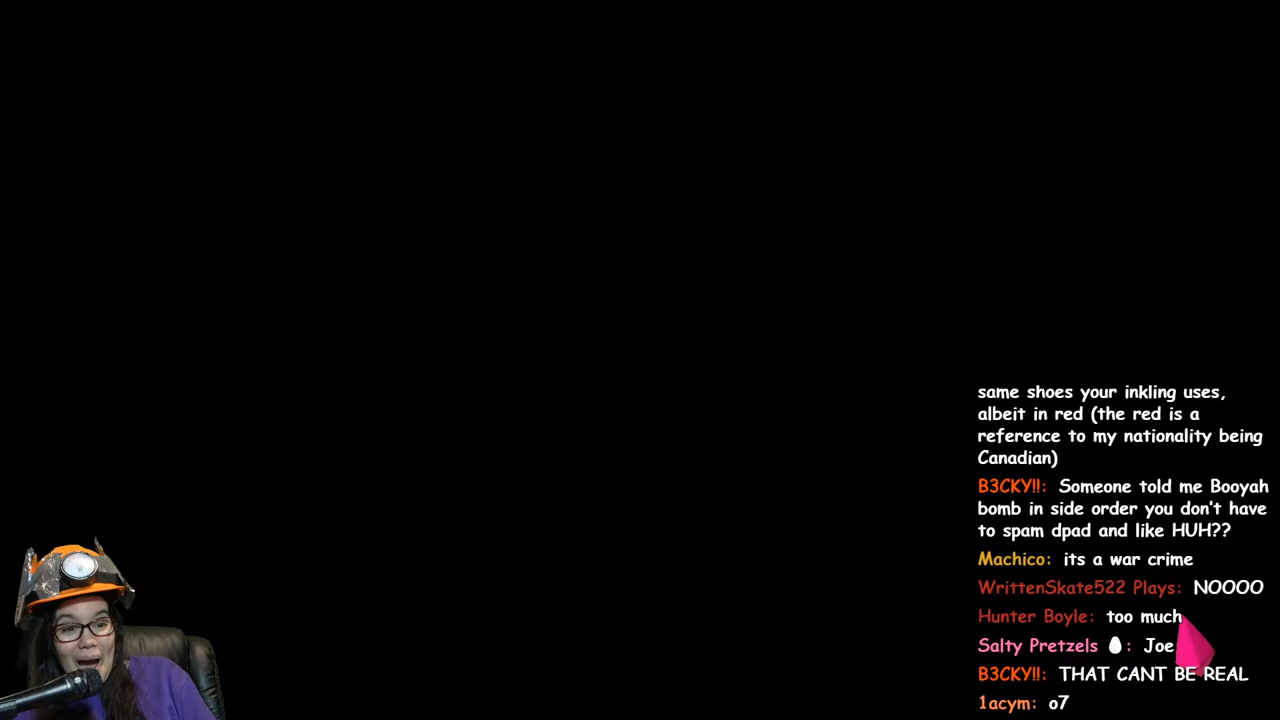 same shoes your inkling uses,
albeit in red (the red is a
reference to my nationality being
Canadian)
B3CKY!!: Someone told me Booyah
bomb in side order you don't have
to spam dpad and like HUH??
Machico: its a war crime
WrittenSkate522 Plays: NOOOO
Hunter Boyle: too much
Salty Pretzels : Joe
B3CKY!!: THAT CANT BE REAL
1acym: o7